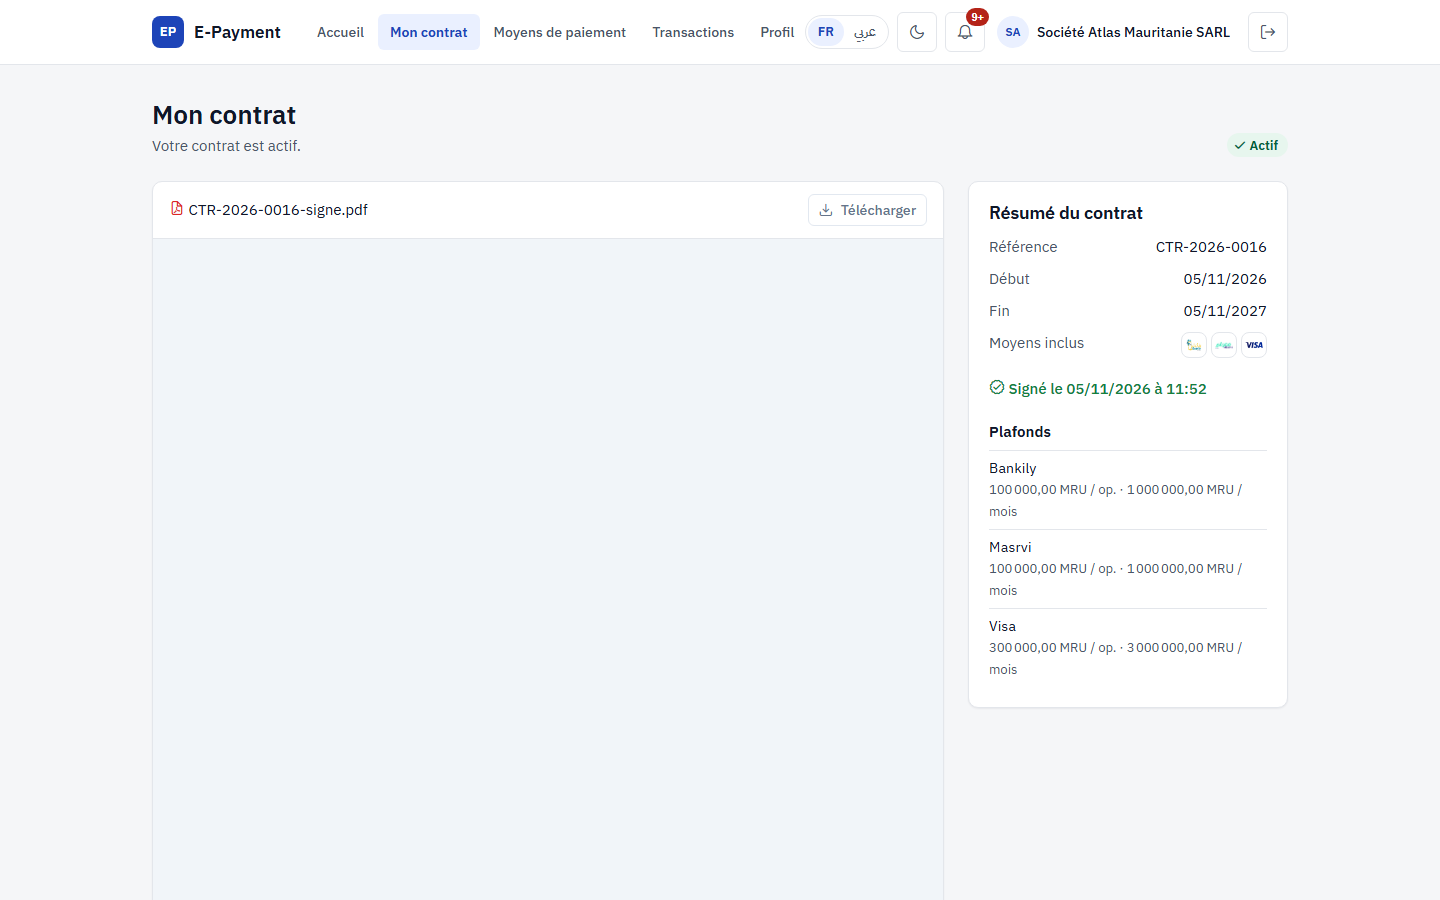 EP E-Payment Accueil Mon contrat Moyens de paiement Transactions Profil FR عربي 9+ SA Société Atlas Mauritanie SARL
Mon contrat
Votre contrat est actif.
Actif
CTR-2026-0016-signe.pdf Télécharger
Résumé du contrat
Référence CTR-2026-0016
Début 05/11/2026
Fin 05/11/2027
Moyens inclus VISA
Signé le 05/11/2026 à 11:52
Plafonds
Bankily
100 000,00 MRU / op. · 1 000 000,00 MRU /
mois
Masrvi
100 000,00 MRU / op. · 1 000 000,00 MRU /
mois
Visa
300 000,00 MRU / op. · 3 000 000,00 MRU /
mois